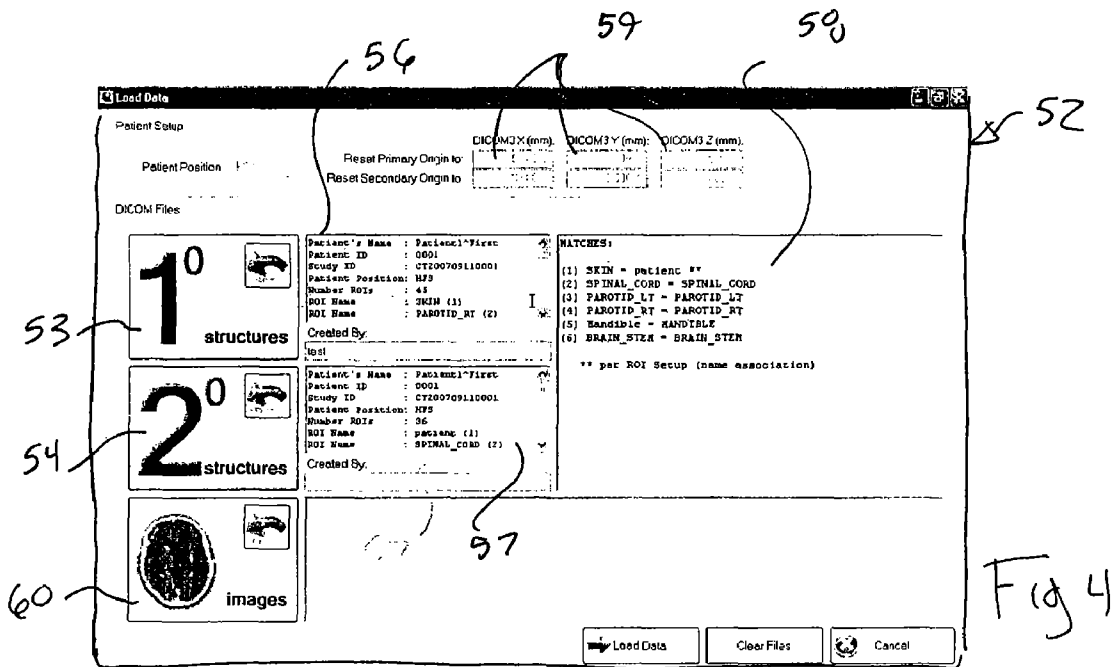 59
56
Load Data
52
Patient Setup
DICOM3 X (mm): DICOM3 Y (mm): DICOM3 Z (mm):
Patient Position
Reset Primary Origin to:
Reset Secondary Origin to
DICOM Files
1⁰
structures
53
Patient's Name : Patient1^First
Patient ID : 0001
Study ID : CT200709110001
Patient Position: HFS
Number ROIs : 45
ROI Name : SKIN (1)
ROI Name : PAROTID_RT (2)
Created By:
test
MATCHES:
(1) SKIN = patient **
(2) SPINAL_CORD = SPINAL_CORD
(3) PAROTID_LT = PAROTID_LT
(4) PAROTID_RT = PAROTID_RT
(5) Mandible = MANDIBLE
(6) BRAIN_STEM = BRAIN_STEM
** per ROI Setup (name association)
2⁰
structures
54
Patient's Name : Patient1^First
Patient ID : 0001
Study ID : CT200709110001
Patient Position: HFS
Number ROIs : 36
ROI Name : patient (1)
ROI Name : SPINAL_CORD (2)
Created By:
57
60
images
Load Data
Clear Files
Cancel
Fig 4